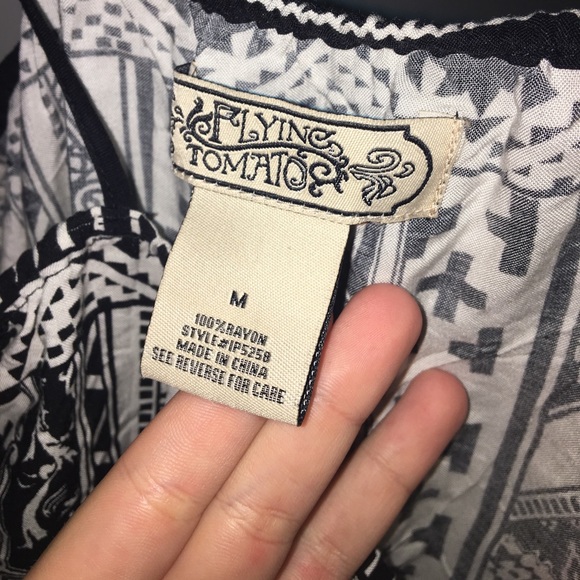 FLYING
TOMATO
M
100%RAYON
STYLE#IP5258
MADE IN CHINA
SEE REVERSE FOR CARE